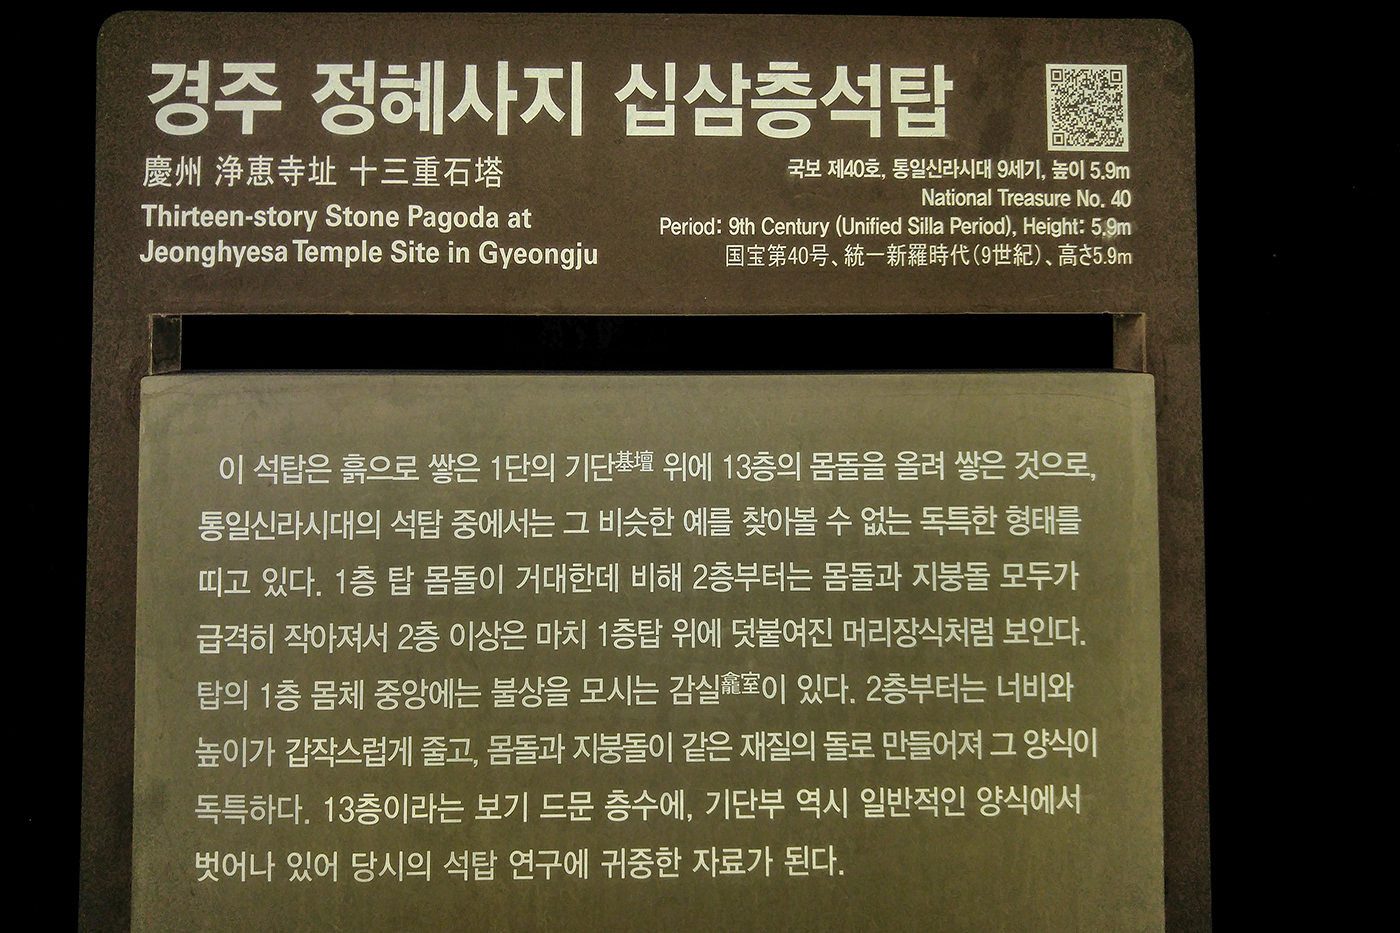 경주 정혜사지 십삼층석탑
慶州 浄恵寺址 十三重石塔
Thirteen-story Stone Pagoda at
Jeonghyesa Temple Site in Gyeongju
국보 제40호, 통일신라시대 9세기, 높이 5.9m
National Treasure No. 40
Period: 9th Century (Unified Silla Period), Height: 5.9m
国宝第40号、統一新羅時代(9世紀)、高さ5.9m
이 석탑은 흙으로 쌓은 1단의 기단基壇 위에 13층의 몸돌을 올려 쌓은 것으로,
통일신라시대의 석탑 중에서는 그 비슷한 예를 찾아볼 수 없는 독특한 형태를
띠고 있다. 1층 탑 몸돌이 거대한데 비해 2층부터는 몸돌과 지붕돌 모두가
급격히 작아져서 2층 이상은 마치 1층탑 위에 덧붙여진 머리장식처럼 보인다.
탑의 1층 몸체 중앙에는 불상을 모시는 감실龕室이 있다. 2층부터는 너비와
높이가 갑작스럽게 줄고, 몸돌과 지붕돌이 같은 재질의 돌로 만들어져 그 양식이
독특하다. 13층이라는 보기 드문 층수에, 기단부 역시 일반적인 양식에서
벗어나 있어 당시의 석탑 연구에 귀중한 자료가 된다.